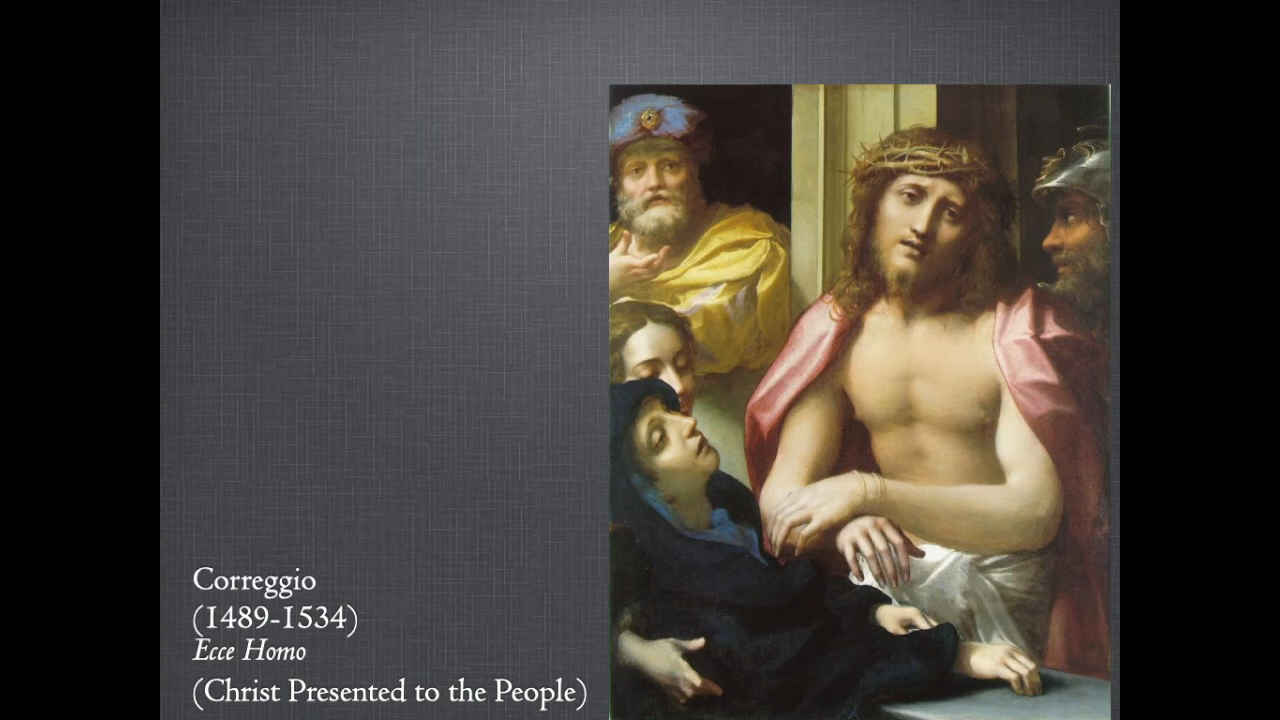 Correggio
(1489-1534)
Ecce Homo
(Christ Presented to the People)